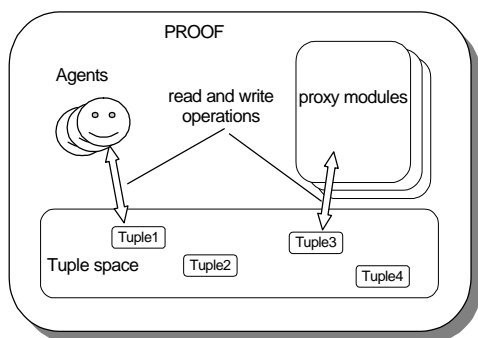 PROOF
Agents
read and write
operations
proxy modules
Tuple1
Tuple3
Tuple space
Tuple2
Tuple4